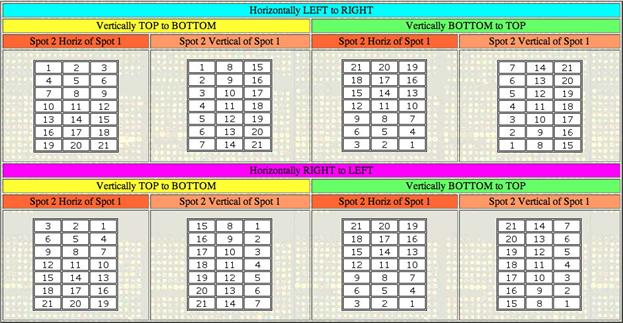 Horizontally LEFT to RIGHT
Vertically TOP to BOTTOM
Vertically BOTTOM to TOP
Spot 2 Horiz of Spot 1
Spot 2 Vertical of Spot 1
Spot 2 Horiz of Spot 1
Spot 2 Vertical of Spot 1
1 2 3
4 5 6
7 8 9
10 11 12
13 14 15
16 17 18
19 20 21
1 8 15
2 9 16
3 10 17
4 11 18
5 12 19
6 13 20
7 14 21
21 20 19
18 17 16
15 14 13
12 11 10
9 8 7
6 5 4
3 2 1
7 14 21
6 13 20
5 12 19
4 11 18
3 10 17
2 9 16
1 8 15
Horizontally RIGHT to LEFT
Vertically TOP to BOTTOM
Vertically BOTTOM to TOP
Spot 2 Horiz of Spot 1
Spot 2 Vertical of Spot 1
Spot 2 Horiz of Spot 1
Spot 2 Vertical of Spot 1
3 2 1
6 5 4
9 8 7
12 11 10
15 14 13
18 17 16
21 20 19
15 8 1
16 9 2
17 10 3
18 11 4
19 12 5
20 13 6
21 14 7
21 20 19
18 17 16
15 14 13
12 11 10
9 8 7
6 5 4
3 2 1
21 14 7
20 13 6
19 12 5
18 11 4
17 10 3
16 9 2
15 8 1